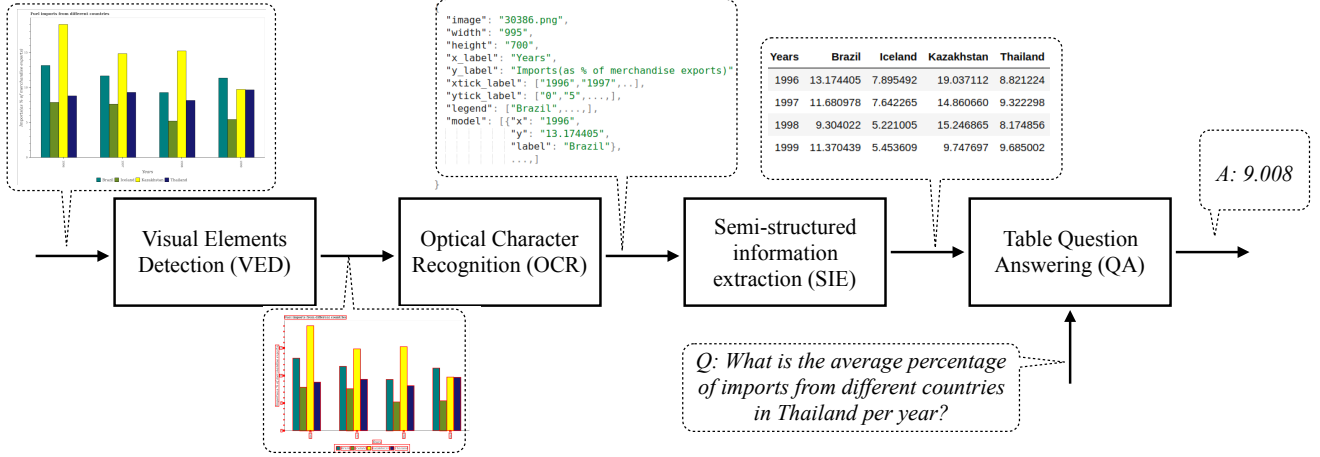 Fuel imports from different countries
Years
Brazil Iceland Kazakhstan Thailand
"image": "30386.png",
"width": "995",
"height": "700",
"x_label": "Years",
"y_label": "Imports(as % of merchandise exports)"
"xtick_label": ["1996","1997",..],
"ytick_label": ["0","5",...,],
"legend": ["Brazil",...,],
"model": [{"x": "1996",
"y": "13.174405",
"label": "Brazil"},
...,]
}
Years Brazil Iceland Kazakhstan Thailand
1996 13.174405 7.895492 19.037112 8.821224
1997 11.680978 7.642265 14.860660 9.322298
1998 9.304022 5.221005 15.246865 8.174856
1999 11.370439 5.453609 9.747697 9.685002
A: 9.008
Visual Elements
Detection (VED)
Optical Character
Recognition (OCR)
Semi-structured
information
extraction (SIE)
Table Question
Answering (QA)
Fuel imports from different countries
Q: What is the average percentage
of imports from different countries
in Thailand per year?